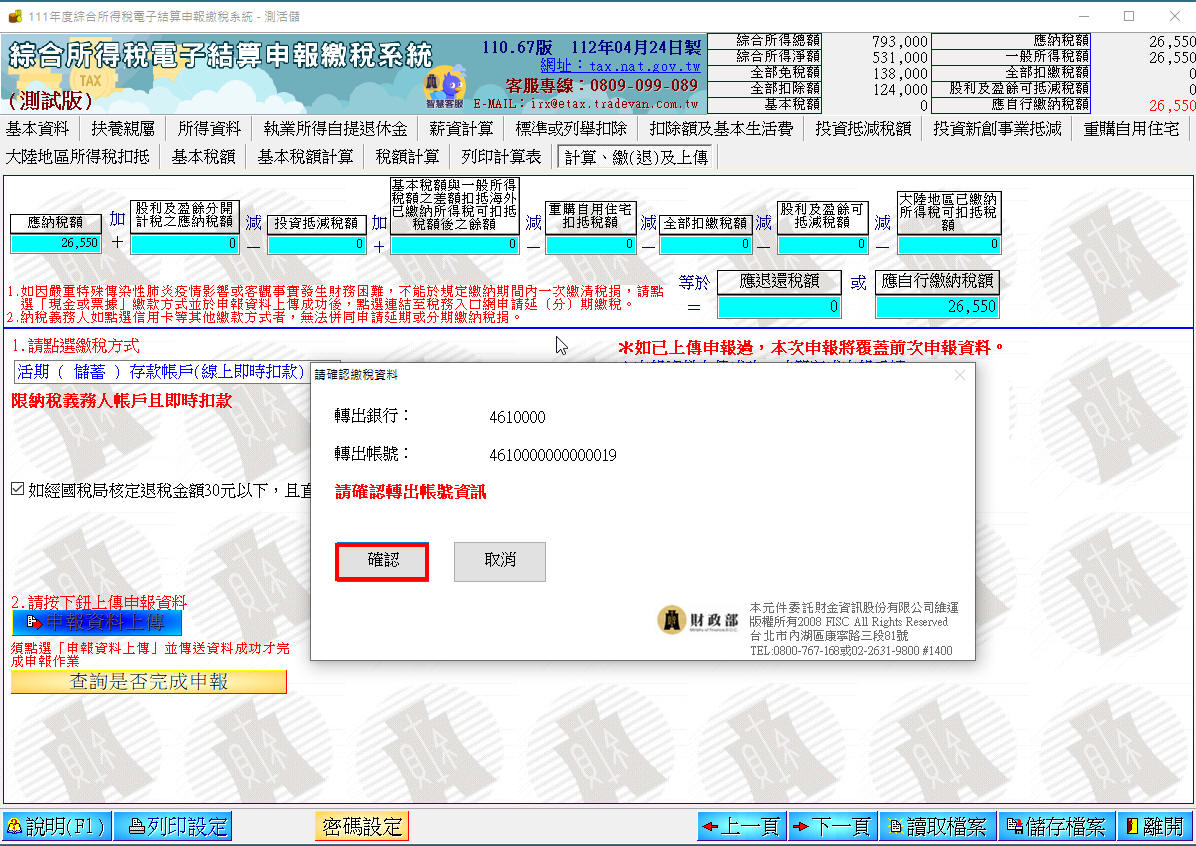 111年度綜合所得稅電子結算申報繳稅系統 - 測活儲
綜合所得稅電子結算申報繳稅系統
TAX
(測試版)
智慧客服
110.67版 112年04月24日製
網址：tax.nat.gov.tw
客服專線：0809-099-089
E-MAIL：irx@etax.tradevan.com.tw
綜合所得總額 793,000 應納稅額 26,550
綜合所得淨額 531,000 一般所得稅額 26,550
全部免稅額 138,000 全部扣繳稅額 0
全部扣除額 124,000 股利及盈餘可抵減稅額 0
基本稅額 0 應自行繳納稅額 26,550
基本資料 扶養親屬 所得資料 執業所得自提退休金 薪資計算 標準或列舉扣除 扣除額及基本生活費 投資抵減稅額 投資新創事業抵減 重購自用住宅
大陸地區所得稅扣抵 基本稅額 基本稅額計算 稅額計算 列印計算表 計算、繳(退)及上傳
應納稅額
26,550
加
+
股利及盈餘分開
計稅之應納稅額
0
減
—
投資抵減稅額
0
加
+
基本稅額與一般所得
稅額之差額扣抵海外
已繳納所得稅可扣抵
稅額後之餘額
0
減
—
重購自用住宅
扣抵稅額
0
減
—
全部扣繳稅額
0
減
—
股利及盈餘可
抵減稅額
0
減
—
大陸地區已繳納
所得稅可扣抵稅
額
0
等於
=
應退還稅額
0
或
應自行繳納稅額
26,550
1.如因嚴重特殊傳染性肺炎疫情影響或客觀事實發生財務困難，不能於規定繳納期間內一次繳清稅捐，請點
選「現金或票據」繳款方式並於申報資料上傳成功後，點選連結至稅務入口網申請延（分）期繳稅。
2.納稅義務人如點選信用卡等其他繳款方式者，無法併同申請延期或分期繳納稅捐。
1.請點選繳稅方式
活期（儲蓄）存款帳戶(線上即時扣款)
限納稅義務人帳戶且即時扣款
＊如已上傳申報過，本次申報將覆蓋前次申報資料。
如經國稅局核定退稅金額30元以下，且直
請確認繳稅資料
轉出銀行： 4610000
轉出帳號： 4610000000000019
請確認轉出帳號資訊
確認
取消
財政部
本元件委託財金資訊股份有限公司維運
版權所有2008 FISC All Rights Reserved
台北市內湖區康寧路三段81號
TEL:0800-767-168或02-2631-9800 #1400
2.請按下鈕上傳申報資料
申報資料上傳
須點選「申報資料上傳」並傳送資料成功才完
成申報作業
查詢是否完成申報
說明(F1) 列印設定 密碼設定 上一頁 下一頁 讀取檔案 儲存檔案 離開